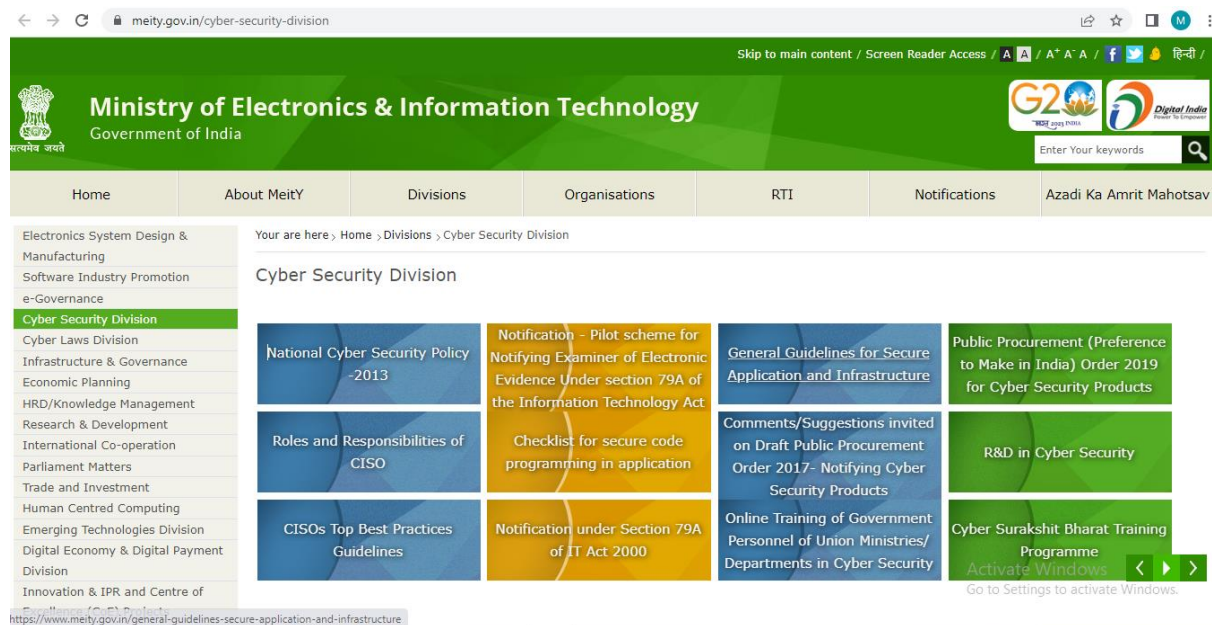 meity.gov.in/cyber-security-division
M
Skip to main content / Screen Reader Access / A A / A+ A- A / f हिन्दी /
Ministry of Electronics & Information Technology
Government of India
सत्यमेव जयते
G20
भारत 2023 INDIA
Digital India
Power To Empower
Enter Your keywords
Home About MeitY Divisions Organisations RTI Notifications Azadi Ka Amrit Mahotsav
Electronics System Design &
Manufacturing
Software Industry Promotion
e-Governance
Cyber Security Division
Cyber Laws Division
Infrastructure & Governance
Economic Planning
HRD/Knowledge Management
Research & Development
International Co-operation
Parliament Matters
Trade and Investment
Human Centred Computing
Emerging Technologies Division
Digital Economy & Digital Payment
Division
Innovation & IPR and Centre of
Your are here > Home > Divisions > Cyber Security Division
Cyber Security Division
National Cyber Security Policy
-2013
Notification - Pilot scheme for
Notifying Examiner of Electronic
Evidence Under section 79A of
the Information Technology Act
General Guidelines for Secure
Application and Infrastructure
Public Procurement (Preference
to Make in India) Order 2019
for Cyber Security Products
Roles and Responsibilities of
CISO
Checklist for secure code
programming in application
Comments/Suggestions invited
on Draft Public Procurement
Order 2017- Notifying Cyber
Security Products
R&D in Cyber Security
CISOs Top Best Practices
Guidelines
Notification under Section 79A
of IT Act 2000
Online Training of Government
Personnel of Union Ministries/
Departments in Cyber Security
Cyber Surakshit Bharat Training
Programme
Activate Windows
Go to Settings to activate Windows.
https://www.meity.gov.in/general-guidelines-secure-application-and-infrastructure